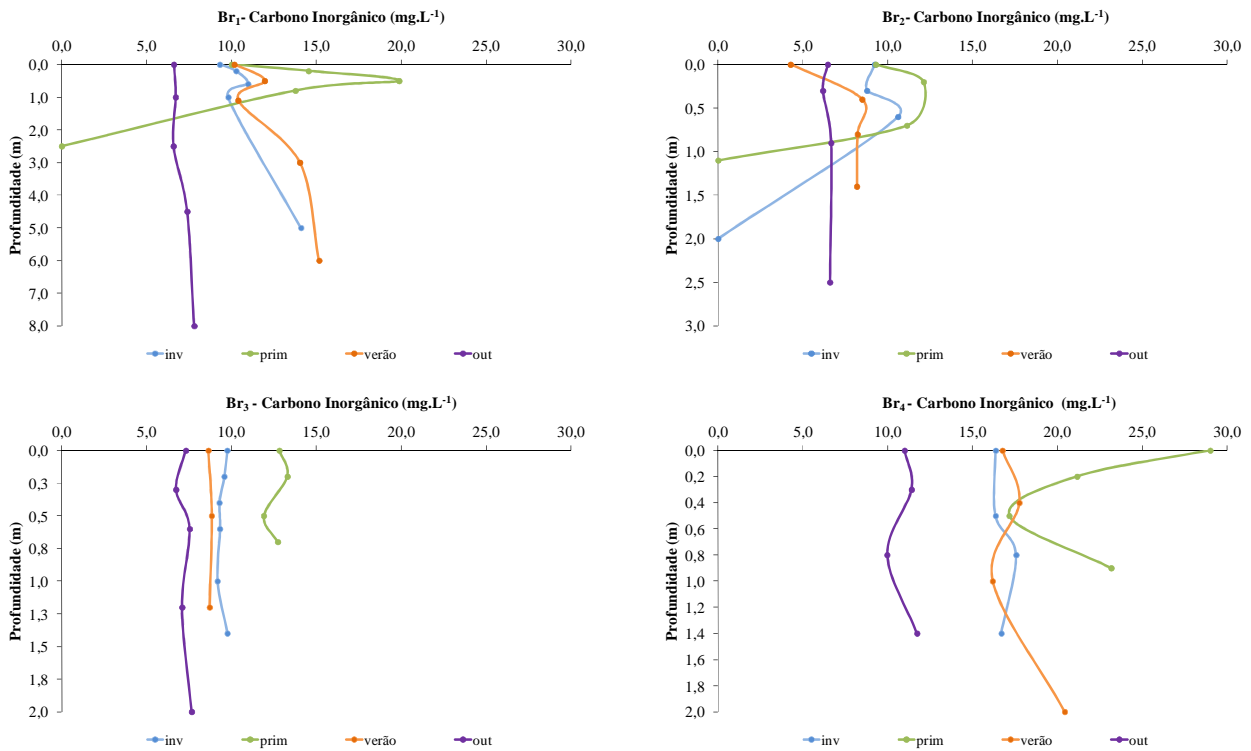 Br₁- Carbono Inorgânico (mg.L⁻¹)
0,0 5,0 10,0 15,0 20,0 25,0 30,0
Profundidade (m)
0,0
1,0
2,0
3,0
4,0
5,0
6,0
7,0
8,0
inv prim verão out
Br₂- Carbono Inorgânico (mg.L⁻¹)
0,0 5,0 10,0 15,0 20,0 25,0 30,0
Profundidade (m)
0,0
0,5
1,0
1,5
2,0
2,5
3,0
inv prim verão out
Br₃ - Carbono Inorgânico (mg.L⁻¹)
0,0 5,0 10,0 15,0 20,0 25,0 30,0
Profundidade (m)
0,0
0,3
0,5
0,8
1,0
1,3
1,5
1,8
2,0
inv prim verão out
Br₄ - Carbono Inorgânico (mg.L⁻¹)
0,0 5,0 10,0 15,0 20,0 25,0 30,0
Profundidade (m)
0,0
0,2
0,4
0,6
0,8
1,0
1,2
1,4
1,6
1,8
2,0
inv prim verão out